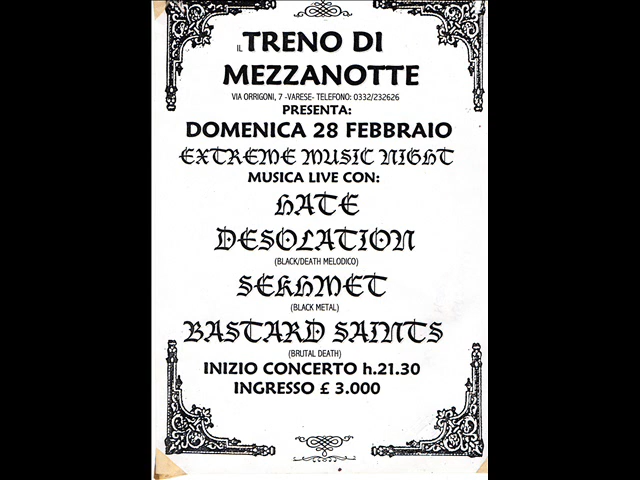 IL TRENO DI
MEZZANOTTE
VIA ORRIGONI, 7 -VARESE- TELEFONO: 0332/232626
PRESENTA:
DOMENICA 28 FEBBRAIO
EXTREME MUSIC NIGHT
MUSICA LIVE CON:
HATE
DESOLATION
(BLACK/DEATH MELODICO)
SEKHMET
(BLACK METAL)
BASTARD SAINTS
(BRUTAL DEATH)
INIZIO CONCERTO h.21.30
INGRESSO £ 3.000